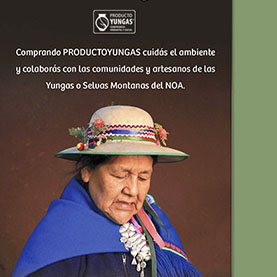 PRODUCTO
YUNGAS
Comprando PRODUCTOYUNGAS cuidás el ambiente
y colaborás con las comunidades y artesanos de las
Yungas o Selvas Montanas del NOA.